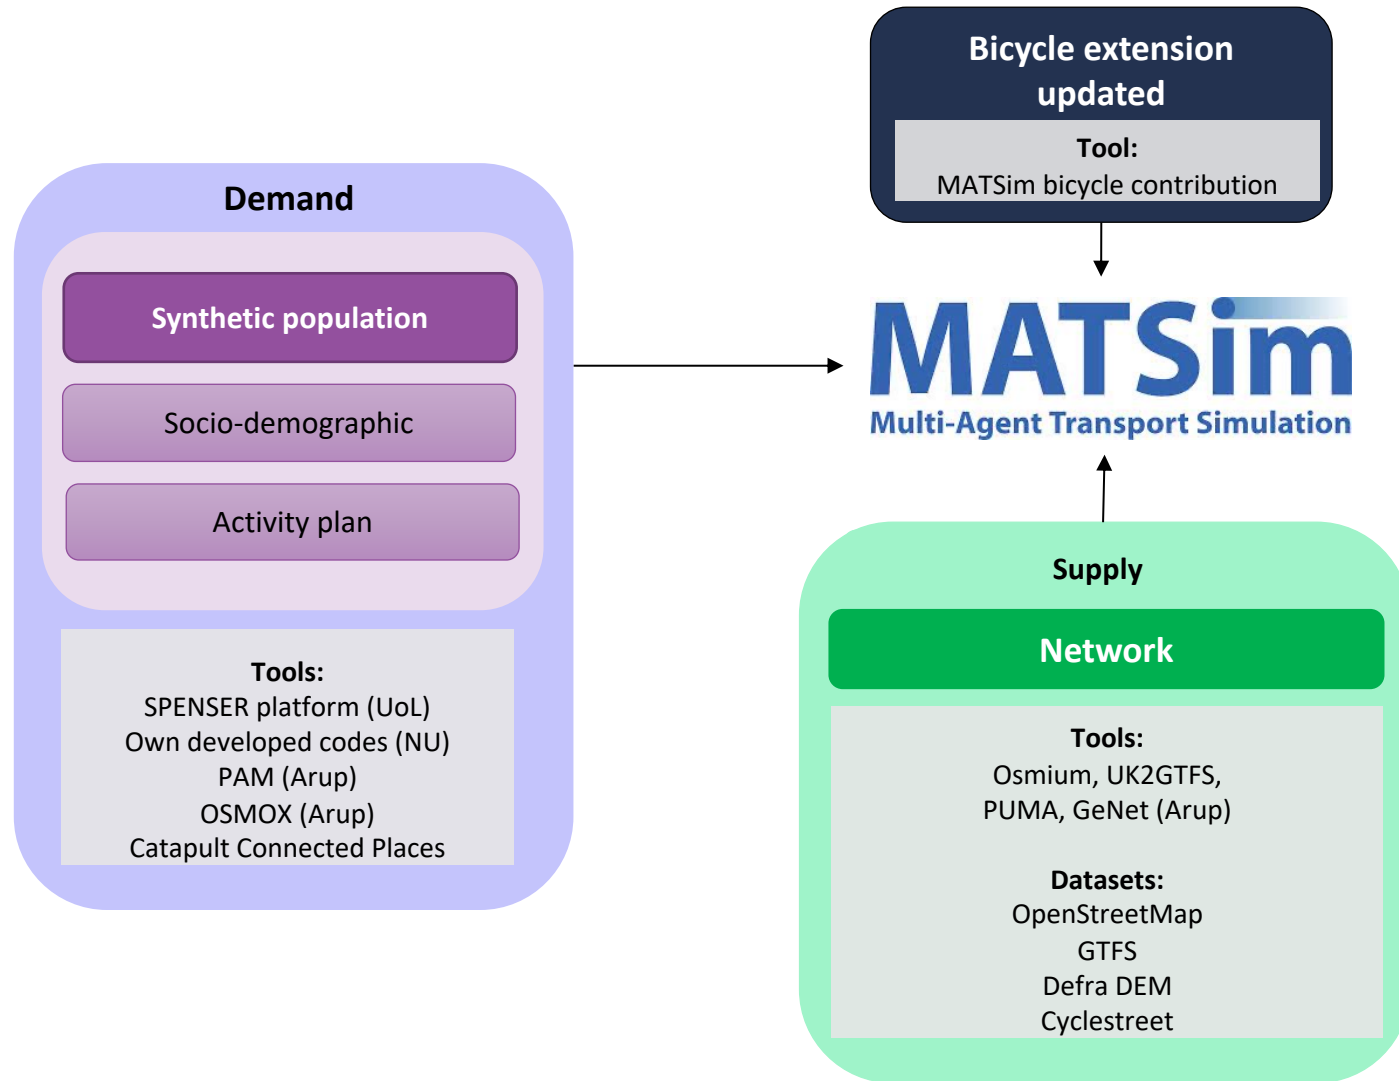 Bicycle extension
updated
Tool:
MATSim bicycle contribution
Demand
Synthetic population
Socio-demographic
Activity plan
Tools:
SPENSER platform (UoL)
Own developed codes (NU)
PAM (Arup)
OSMOX (Arup)
Catapult Connected Places
MATSim
Multi-Agent Transport Simulation
Supply
Network
Tools:
Osmium, UK2GTFS,
PUMA, GeNet (Arup)
Datasets:
OpenStreetMap
GTFS
Defra DEM
Cyclestreet